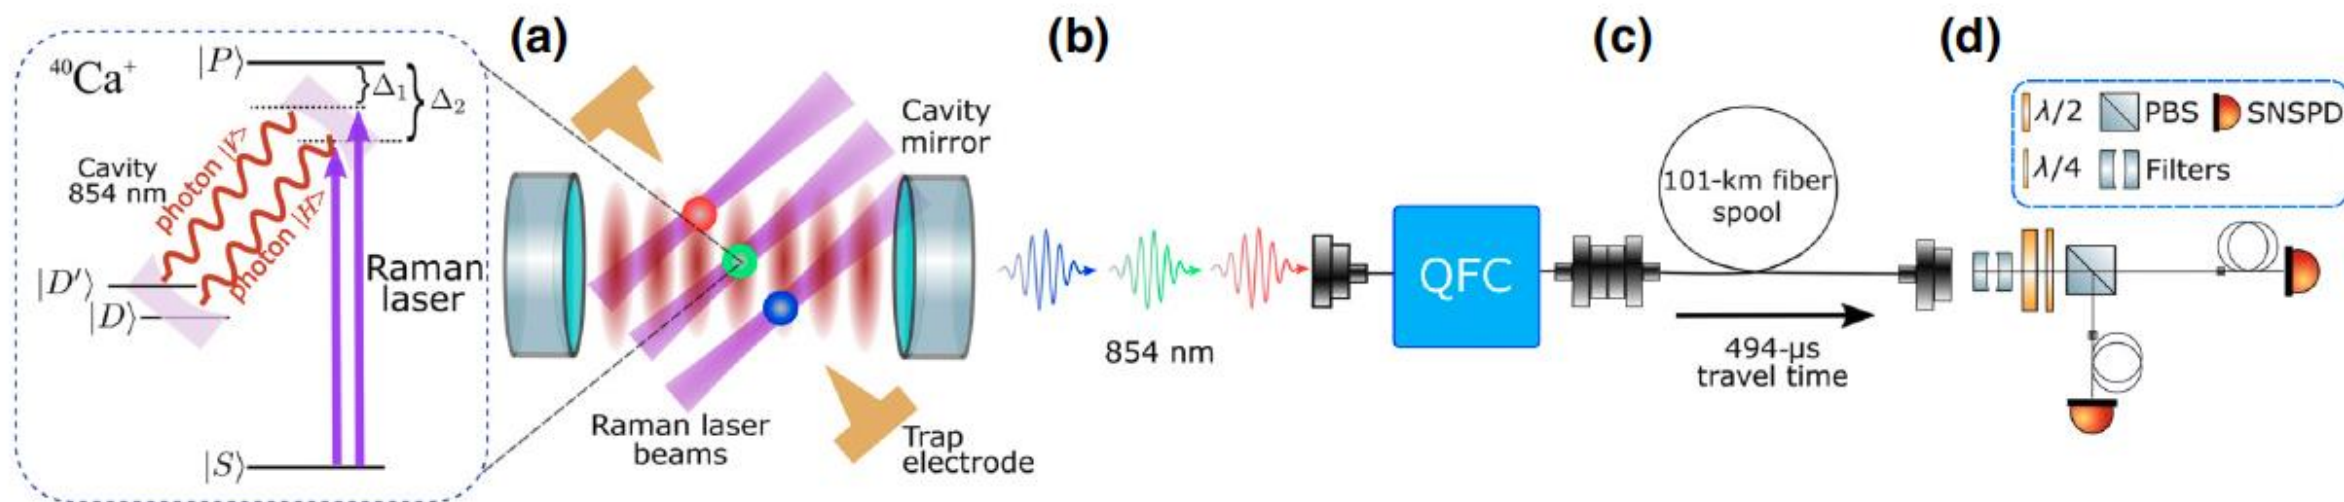 (a)
(b)
(c)
(d)
⁴⁰Ca⁺
|P⟩
Δ₁
Δ₂
Cavity
854 nm
photon |V>
photon |H>
|D′⟩
|D⟩
Raman
laser
|S⟩
Cavity
mirror
Raman laser
beams
Trap
electrode
854 nm
QFC
101-km fiber
spool
494-μs
travel time
λ/2
PBS
SNSPD
λ/4
Filters